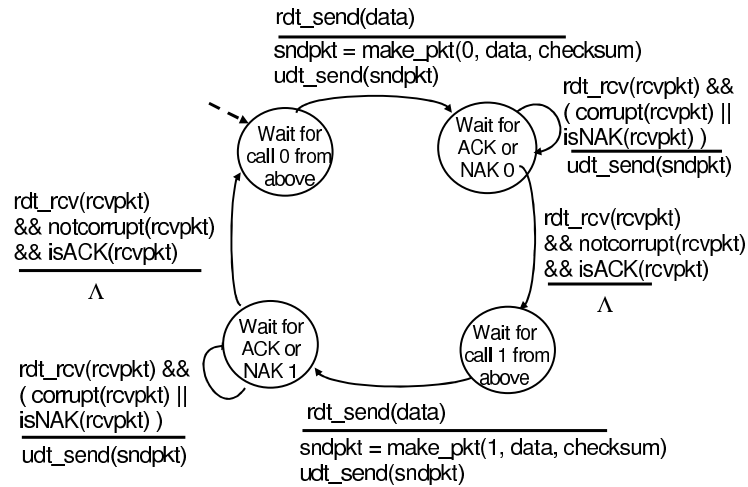 rdt_send(data)
sndpkt = make_pkt(0, data, checksum)
udt_send(sndpkt)
rdt_rcv(rcvpkt) &&
( corrupt(rcvpkt) ||
isNAK(rcvpkt) )
udt_send(sndpkt)
Wait for
call 0 from
above
Wait for
ACK or
NAK 0
rdt_rcv(rcvpkt)
&& notcorrupt(rcvpkt)
&& isACK(rcvpkt)
Λ
rdt_rcv(rcvpkt)
&& notcorrupt(rcvpkt)
&& isACK(rcvpkt)
Λ
Wait for
ACK or
NAK 1
Wait for
call 1 from
above
rdt_rcv(rcvpkt) &&
( corrupt(rcvpkt) ||
isNAK(rcvpkt) )
udt_send(sndpkt)
rdt_send(data)
sndpkt = make_pkt(1, data, checksum)
udt_send(sndpkt)